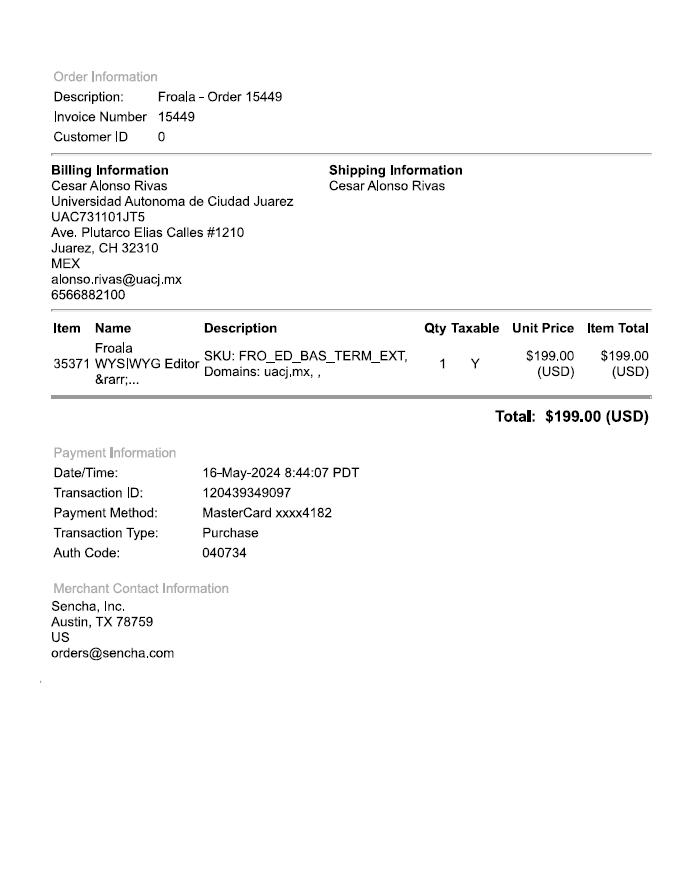 Order Information
Description: Froala - Order 15449
Invoice Number 15449
Customer ID 0
Billing Information
Cesar Alonso Rivas
Universidad Autonoma de Ciudad Juarez
UAC731101JT5
Ave. Plutarco Elias Calles #1210
Juarez, CH 32310
MEX
alonso.rivas@uacj.mx
6566882100
Shipping Information
Cesar Alonso Rivas
Item Name Description Qty Taxable Unit Price Item Total
35371 Froala WYSIWYG Editor &rarr;... SKU: FRO_ED_BAS_TERM_EXT, Domains: uacj,mx, , 1 Y $199.00 (USD) $199.00 (USD)
Total: $199.00 (USD)
Payment Information
Date/Time: 16-May-2024 8:44:07 PDT
Transaction ID: 120439349097
Payment Method: MasterCard xxxx4182
Transaction Type: Purchase
Auth Code: 040734
Merchant Contact Information
Sencha, Inc.
Austin, TX 78759
US
orders@sencha.com